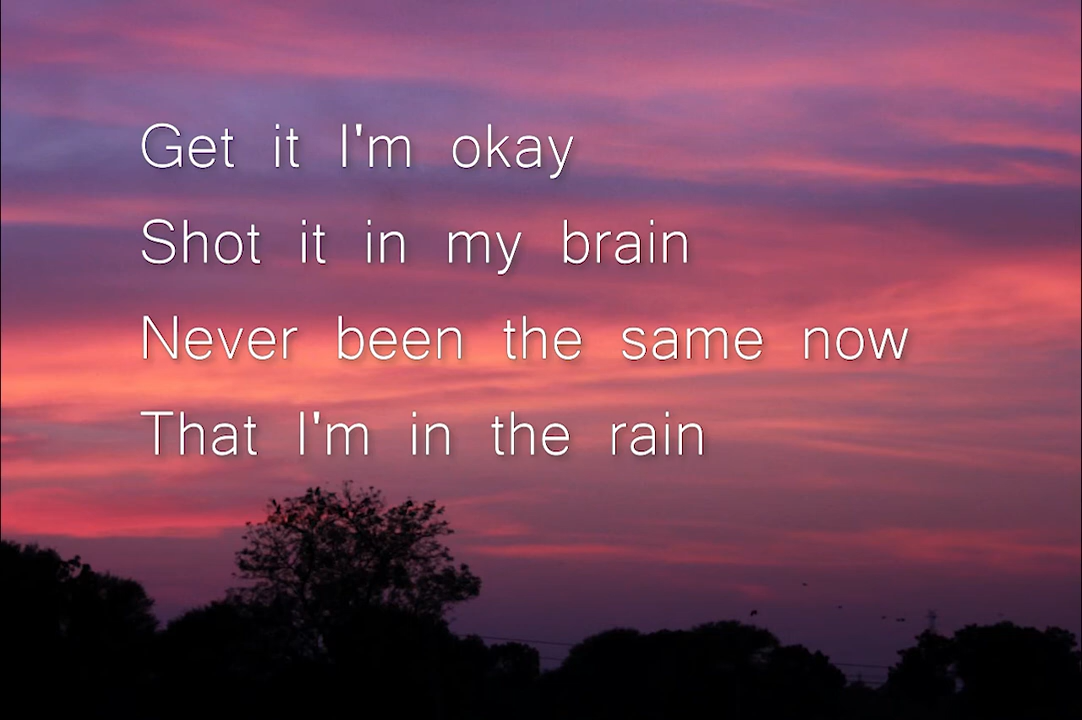 Get it I'm okay
Shot it in my brain
Never been the same now
That I'm in the rain